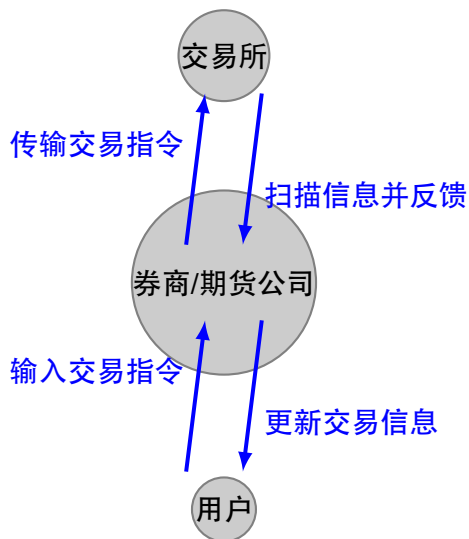 交易所
传输交易指令
扫描信息并反馈
券商/期货公司
输入交易指令
更新交易信息
用户